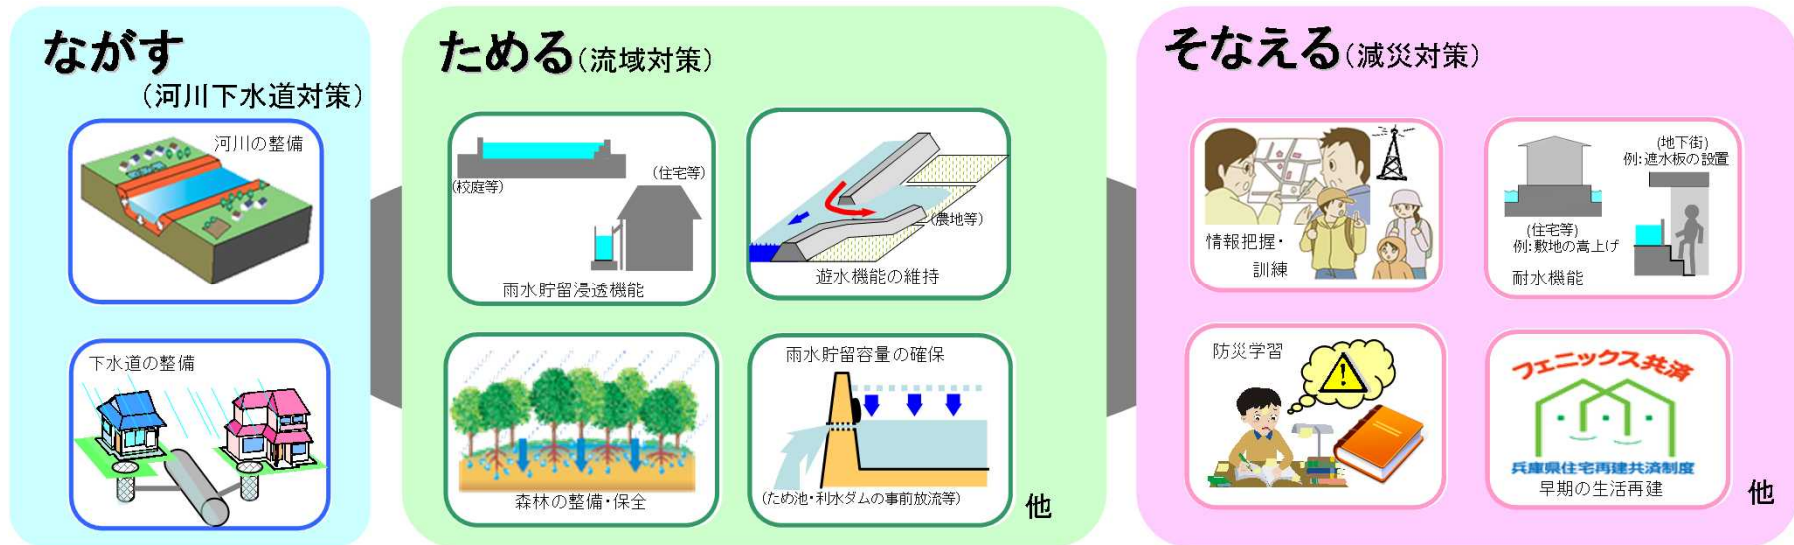 ながす
（河川下水道対策）
河川の整備
下水道の整備
ためる（流域対策）
(校庭等)
(住宅等)
雨水貯留浸透機能
(農地等)
遊水機能の維持
森林の整備・保全
雨水貯留容量の確保
(ため池・利水ダムの事前放流等)
他
そなえる（減災対策）
情報把握・
訓練
(地下街)
例：遮水板の設置
(住宅等)
例：敷地の嵩上げ
耐水機能
防災学習
フェニックス共済
兵庫県住宅再建共済制度
早期の生活再建
他